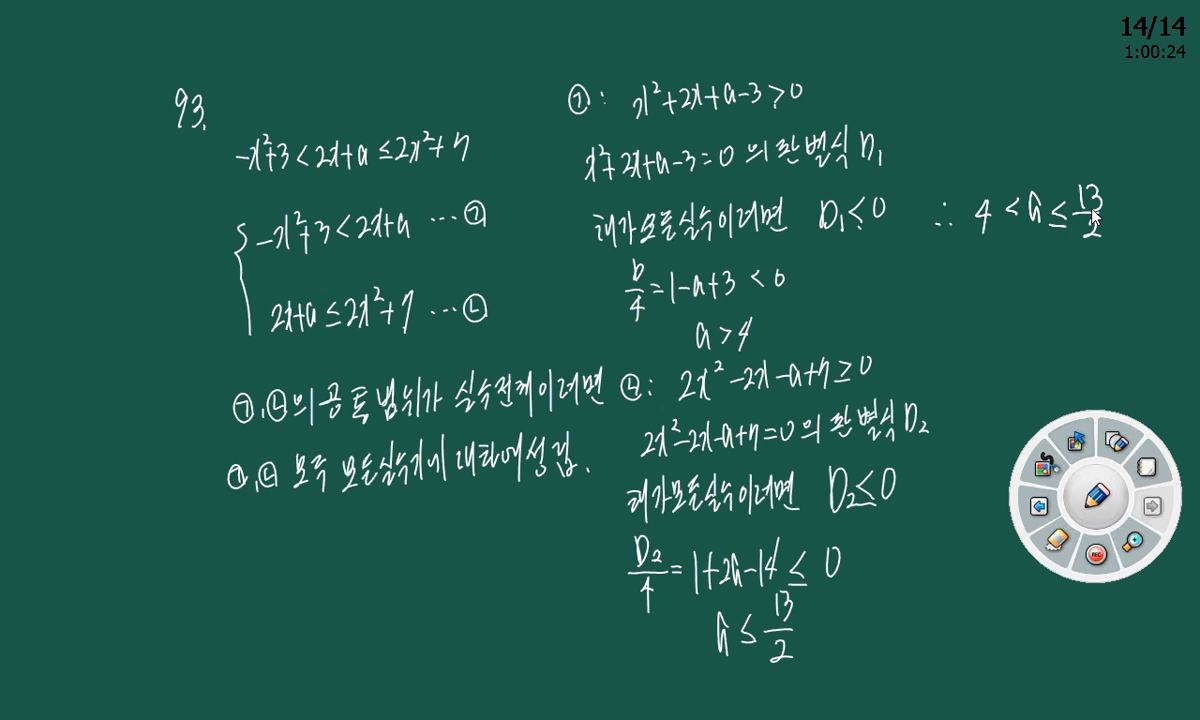 14/14
1:00:24
93.
-x²+3 < 2x+a ≤ 2x²+7
-x²+3 < 2x+a ··· ㉠
2x+a ≤ 2x²+7 ··· ㉡
㉠,㉡의 공통범위가 실수전체이려면
㉠,㉡ 모두 모든실수x에 대하여 성립.
㉠: x²+2x+a-3 > 0
x²+2x+a-3=0 의 판별식 D₁
해가모든실수이려면 D₁ ≤ 0
D/4 = 1-a+3 < 0
a > 4
㉡: 2x²-2x-a+7 ≥ 0
2x²-2x-a+7=0 의 판별식 D₂
해가모든실수이려면 D₂ ≤ 0
D₂/4 = 1+2a-14 ≤ 0
a ≤ 13/2
∴ 4 < a ≤ 13/2
REC